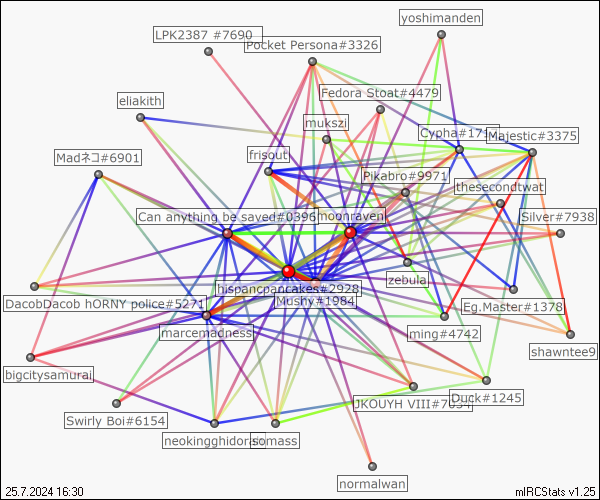 yoshimanden
LPK2387 #7690
Pocket Persona#3326
Fedora Stoat#4479
eliakith
mukszi
Cypha#17
Majestic#3375
frisout
Madネコ#6901
Pikabro#9971
thesecondtwat
Can anything be saved#0396
moonraven
Silver#7938
zebula
hispancpancakes#2928
DacobDacob hORNY police#5271
Mushy#1984
Eg.Master#1378
marcemadness
ming#4742
shawntee9
bigcitysamurai
JKOUYH VIII#7034
Duck#1245
Swirly Boi#6154
neokingghidorah
somass
normalwan
25.7.2024 16:30
mIRCStats v1.25